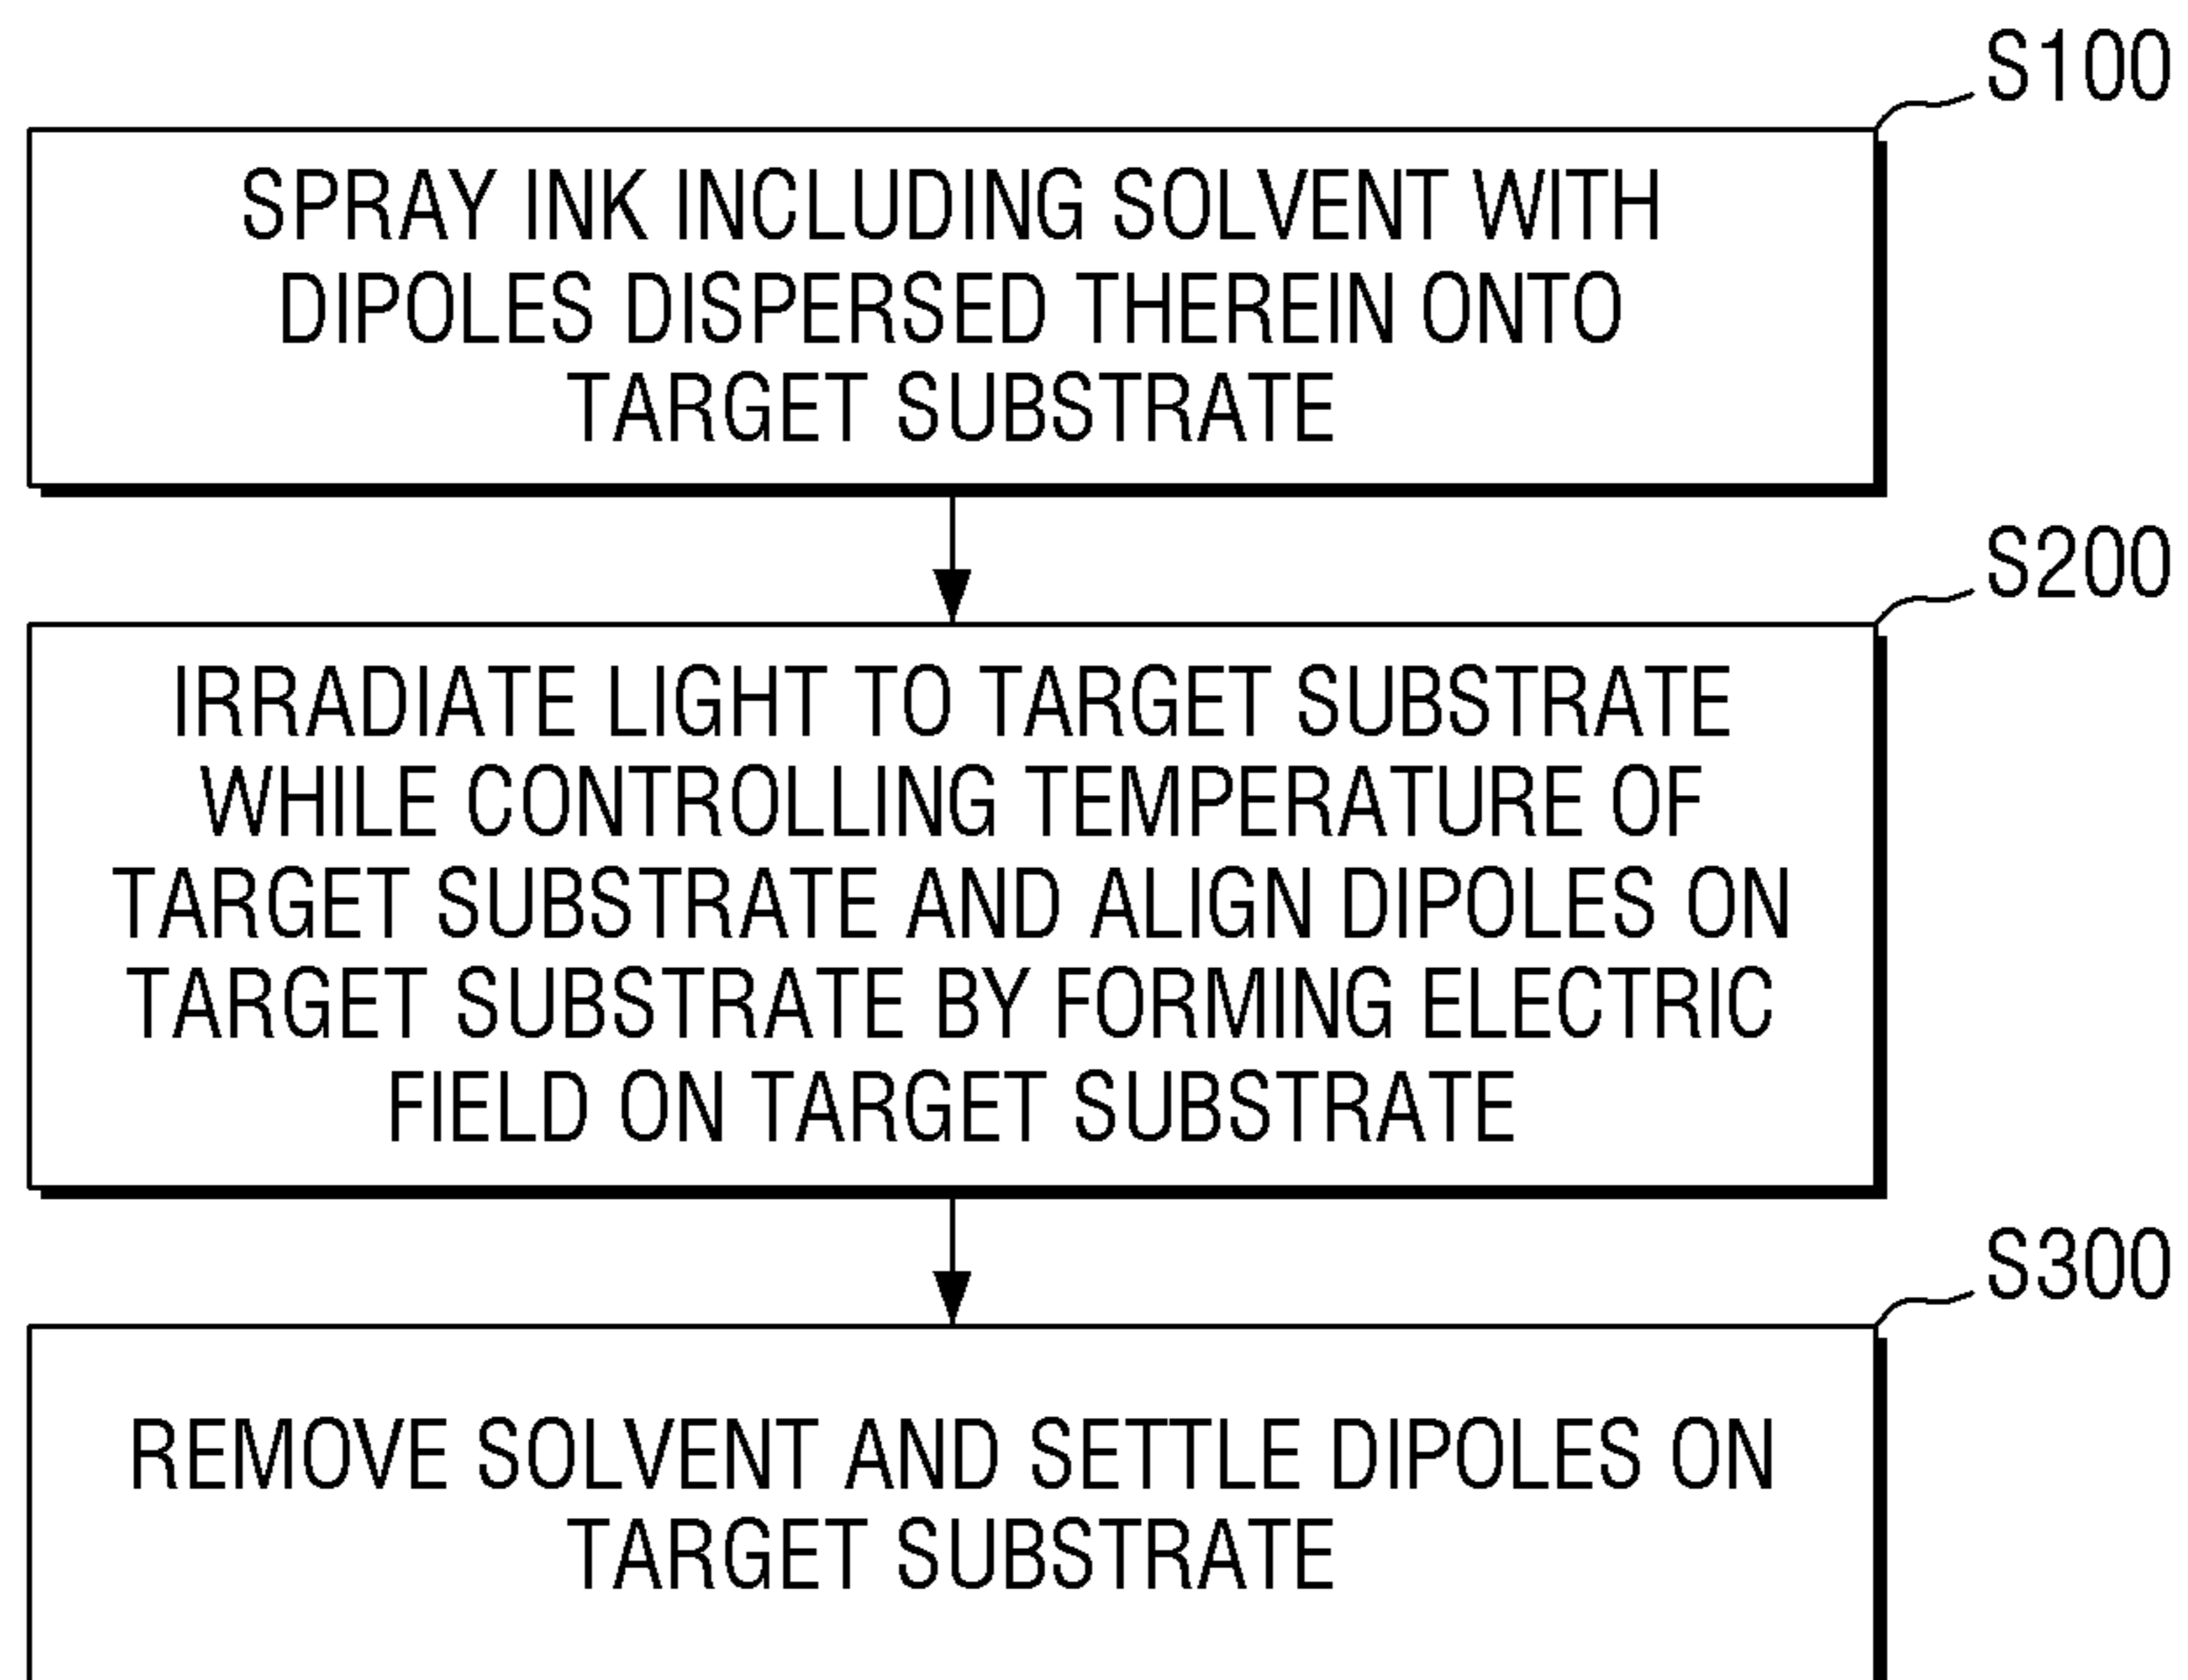 S100
SPRAY INK INCLUDING SOLVENT WITH
DIPOLES DISPERSED THEREIN ONTO
TARGET SUBSTRATE
S200
IRRADIATE LIGHT TO TARGET SUBSTRATE
WHILE CONTROLLING TEMPERATURE OF
TARGET SUBSTRATE AND ALIGN DIPOLES ON
TARGET SUBSTRATE BY FORMING ELECTRIC
FIELD ON TARGET SUBSTRATE
S300
REMOVE SOLVENT AND SETTLE DIPOLES ON
TARGET SUBSTRATE